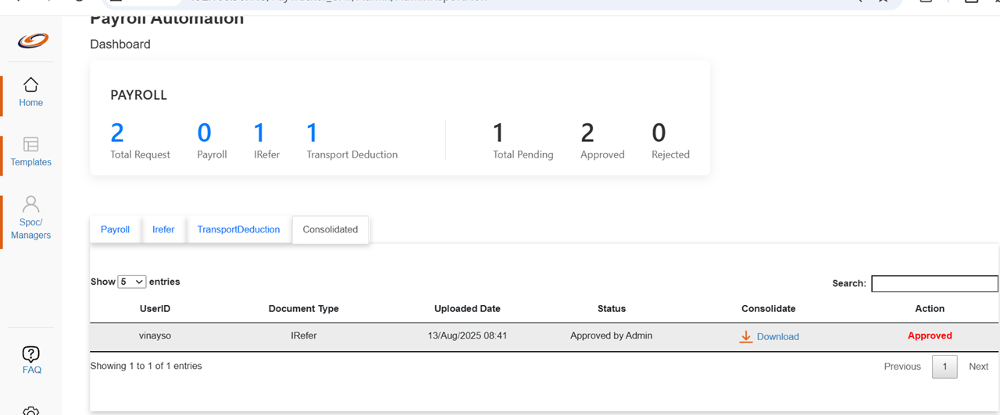 Payroll Automation
Dashboard
PAYROLL
2 0 1 1 1 2 0
Total Request Payroll IRefer Transport Deduction Total Pending Approved Rejected
Home
Templates
Spoc/
Managers
Payroll Irefer TransportDeduction Consolidated
Show 5 entries Search:
UserID Document Type Uploaded Date Status Consolidate Action
vinayso IRefer 13/Aug/2025 08:41 Approved by Admin Download Approved
Showing 1 to 1 of 1 entries Previous 1 Next
FAQ